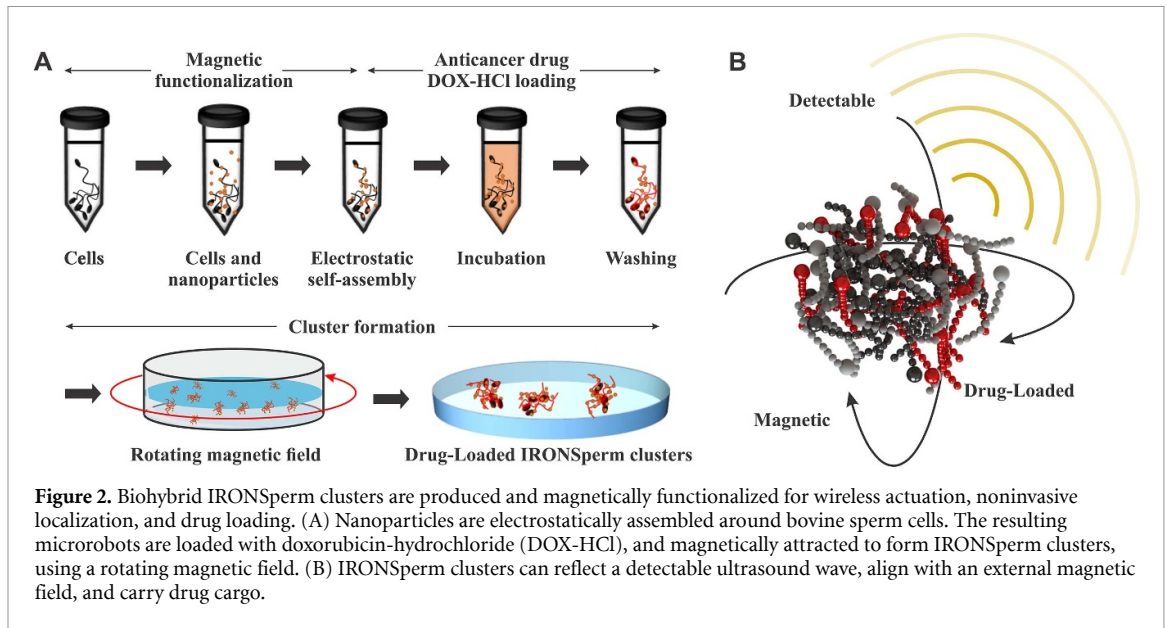 A
Magnetic
functionalization
Anticancer drug
DOX-HCl loading
Cells
Cells and
nanoparticles
Electrostatic
self-assembly
Incubation
Washing
Cluster formation
Rotating magnetic field
Drug-Loaded IRONSperm clusters
B
Detectable
Drug-Loaded
Magnetic
Figure 2. Biohybrid IRONSperm clusters are produced and magnetically functionalized for wireless actuation, noninvasive
localization, and drug loading. (A) Nanoparticles are electrostatically assembled around bovine sperm cells. The resulting
microrobots are loaded with doxorubicin-hydrochloride (DOX-HCl), and magnetically attracted to form IRONSperm clusters,
using a rotating magnetic field. (B) IRONSperm clusters can reflect a detectable ultrasound wave, align with an external magnetic
field, and carry drug cargo.